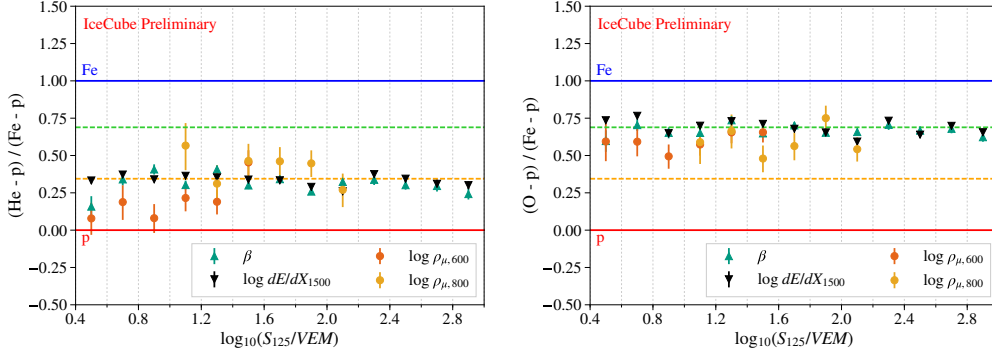 IceCube Preliminary
Fe
p
(He - p) / (Fe - p)
1.50
1.25
1.00
0.75
0.50
0.25
0.00
−0.25
−0.50
β
log dE/dX1500
log ρμ,600
log ρμ,800
0.4 0.8 1.2 1.6 2.0 2.4 2.8
log10(S125/VEM)
IceCube Preliminary
Fe
p
(O - p) / (Fe - p)
1.50
1.25
1.00
0.75
0.50
0.25
0.00
−0.25
−0.50
β
log dE/dX1500
log ρμ,600
log ρμ,800
0.4 0.8 1.2 1.6 2.0 2.4 2.8
log10(S125/VEM)